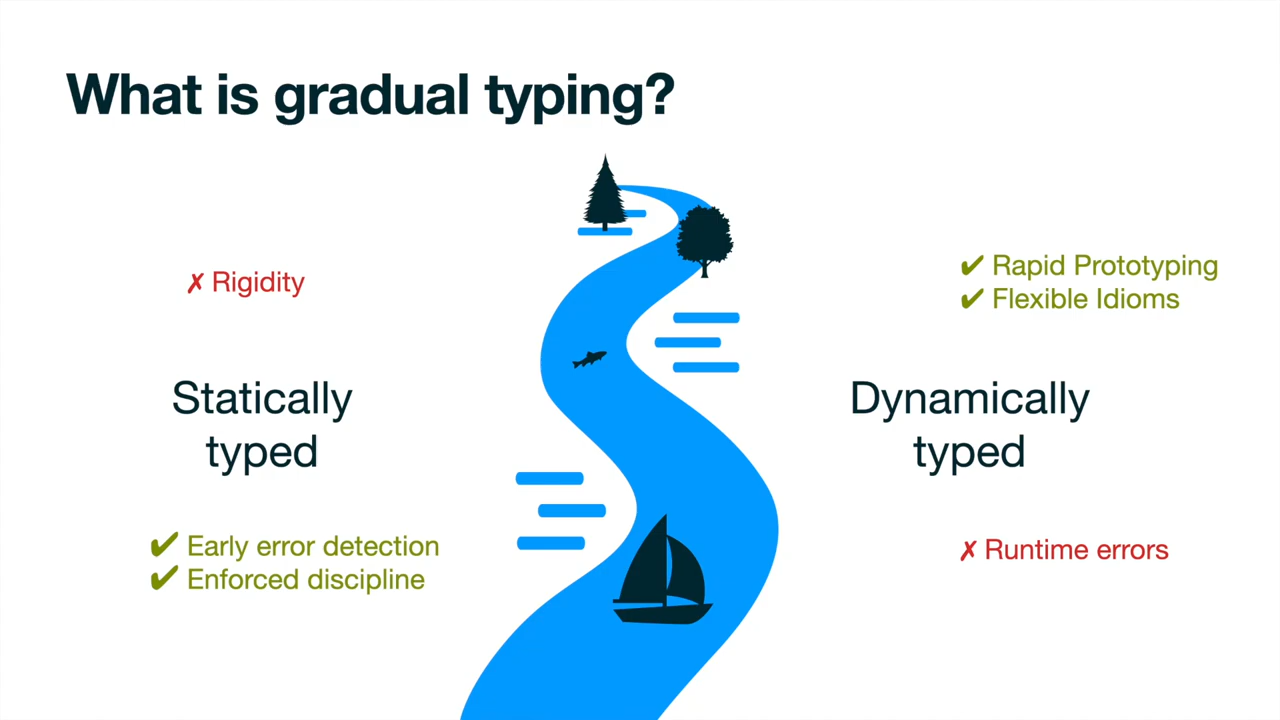 What is gradual typing?
✗ Rigidity
Statically
typed
✔ Early error detection
✔ Enforced discipline
✔ Rapid Prototyping
✔ Flexible Idioms
Dynamically
typed
✗ Runtime errors